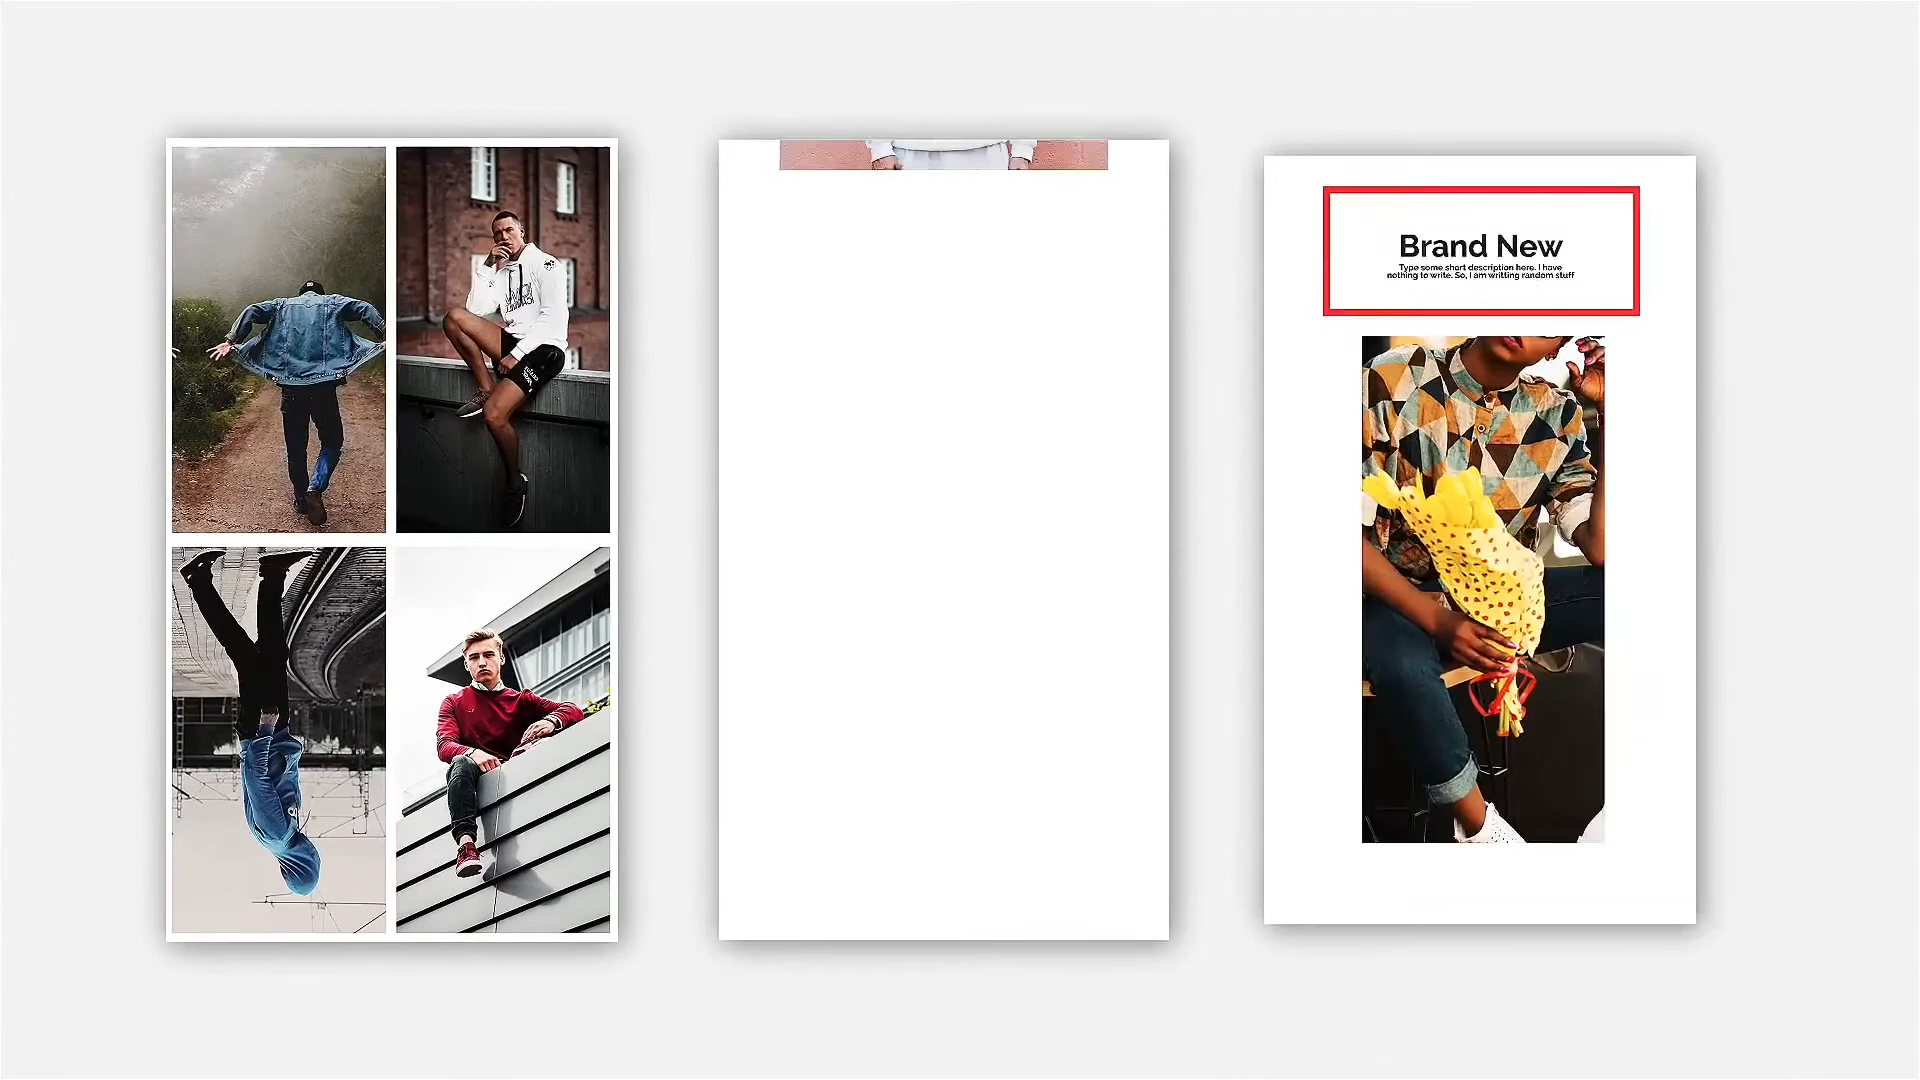 Brand New
Type some short description here. I have
nothing to write. So, I am writting random stuff